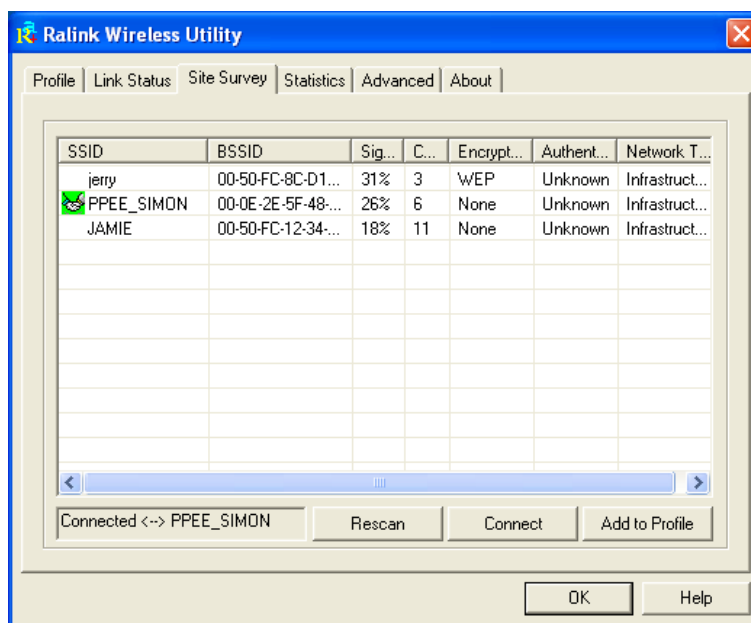 Ralink Wireless Utility
Profile Link Status Site Survey Statistics Advanced About
SSID BSSID Sig... C... Encrypt... Authent... Network T...
jerry 00-50-FC-8C-D1... 31% 3 WEP Unknown Infrastruct...
PPEE_SIMON 00-0E-2E-5F-48-... 26% 6 None Unknown Infrastruct...
JAMIE 00-50-FC-12-34-... 18% 11 None Unknown Infrastruct...
Connected <--> PPEE_SIMON Rescan Connect Add to Profile
OK Help